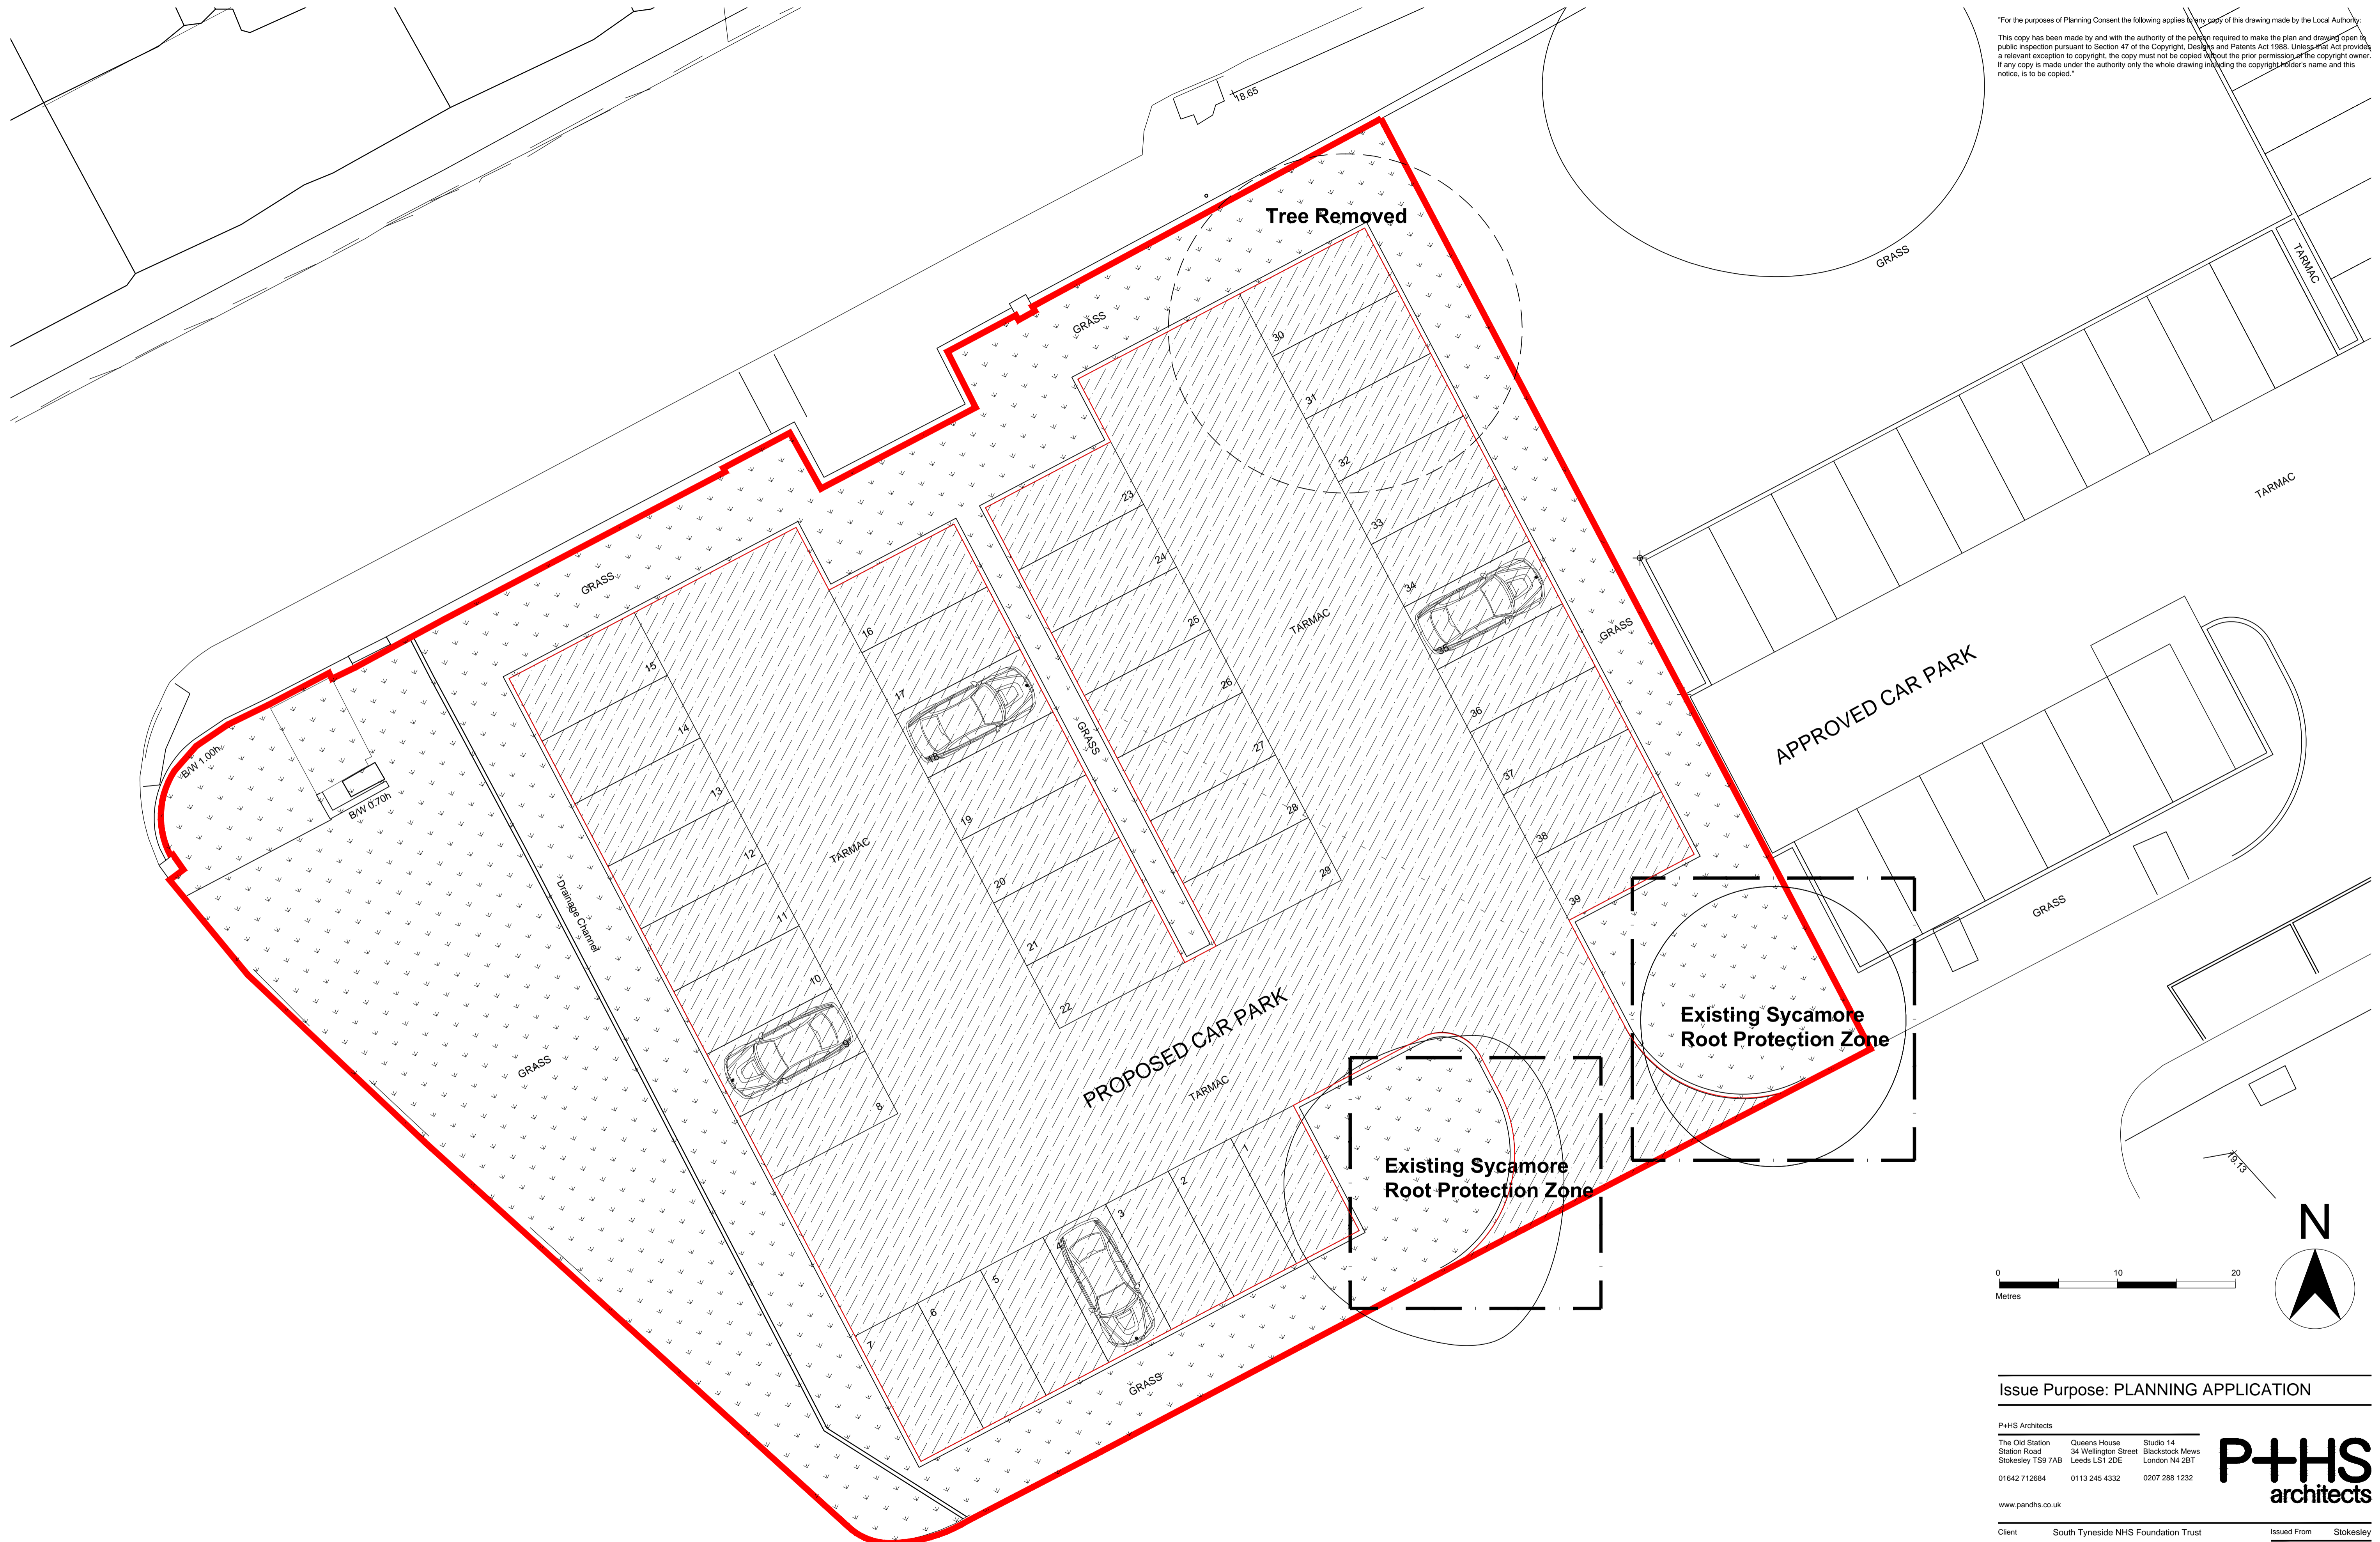 "For the purposes of Planning Consent the following applies to any copy of this drawing made by the Local Authority:
This copy has been made by and with the authority of the person required to make the plan and drawing open to
public inspection pursuant to Section 47 of the Copyright, Designs and Patents Act 1988. Unless that Act provides
a relevant exception to copyright, the copy must not be copied without the prior permission of the copyright owner.
If any copy is made under the authority only the whole drawing including the copyright holder's name and this
notice, is to be copied."
18.65
Tree Removed
GRASS
TARMAC
GRASS
30
31
32
33
34
35
36
37
38
39
23
24
25
26
27
28
29
TARMAC
GRASS
TARMAC
APPROVED CAR PARK
GRASS
GRASS
15
14
13
12
11
10
9
8
16
17
18
19
20
21
22
GRASS
TARMAC
B/W 1.00h
B/W 0.70h
Drainage Channel
GRASS
PROPOSED CAR PARK
TARMAC
Existing Sycamore
Root Protection Zone
Existing Sycamore
Root Protection Zone
1
2
3
4
5
6
7
GRASS
19.13
N
0
10
20
Metres
Issue Purpose: PLANNING APPLICATION
P+HS Architects
The Old Station
Station Road
Stokesley TS9 7AB
01642 712684
Queens House
34 Wellington Street
Leeds LS1 2DE
0113 245 4332
Studio 14
Blackstock Mews
London N4 2BT
0207 288 1232
www.pandhs.co.uk
P+HS
architects
Client South Tyneside NHS Foundation Trust
Issued From Stokesley